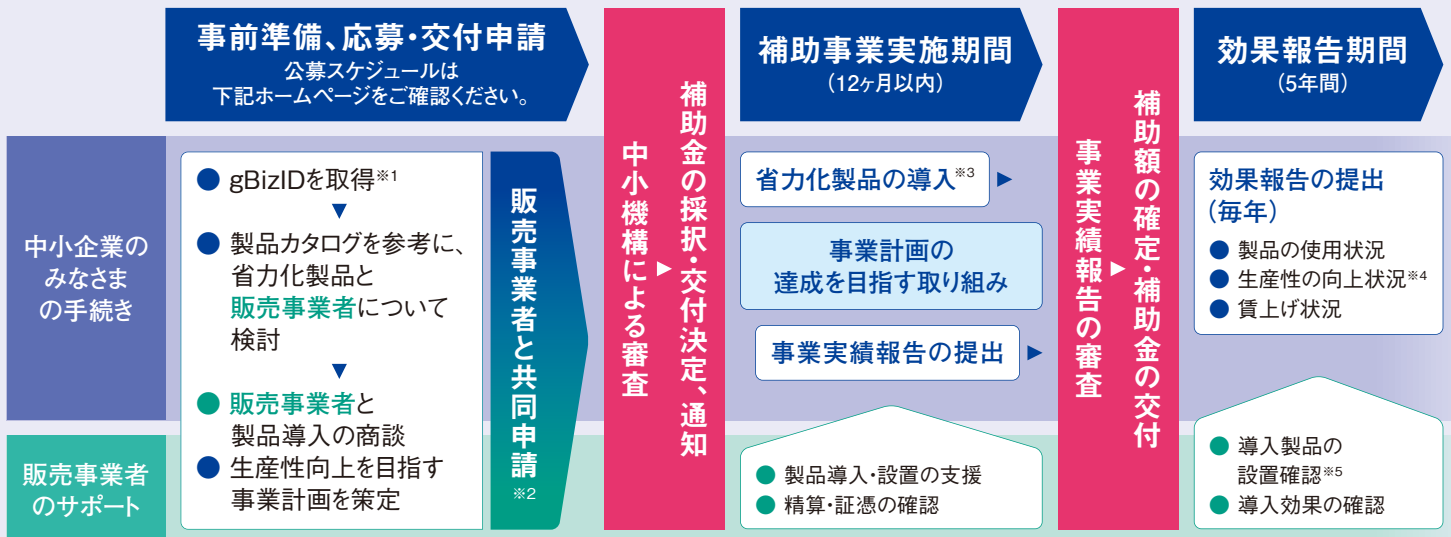 事前準備、応募・交付申請
公募スケジュールは
下記ホームページをご確認ください。
補助事業実施期間
(12ヶ月以内)
効果報告期間
(5年間)
中小企業の
みなさま
の手続き
● gBizIDを取得※1
▼
● 製品カタログを参考に、
省力化製品と
販売事業者について
検討
▼
● 販売事業者と
製品導入の商談
● 生産性向上を目指す
事業計画を策定
販売事業者と共同申請※2
中小機構による審査
▶
補助金の採択・交付決定、通知
省力化製品の導入※3 ▶
事業計画の
達成を目指す取り組み
事業実績報告の提出 ▶
事業実績報告の審査
▶
補助額の確定・補助金の交付
効果報告の提出
(毎年)
● 製品の使用状況
● 生産性の向上状況※4
● 賃上げ状況
販売事業者
のサポート
● 製品導入・設置の支援
● 精算・証憑の確認
● 導入製品の
設置確認※5
● 導入効果の確認